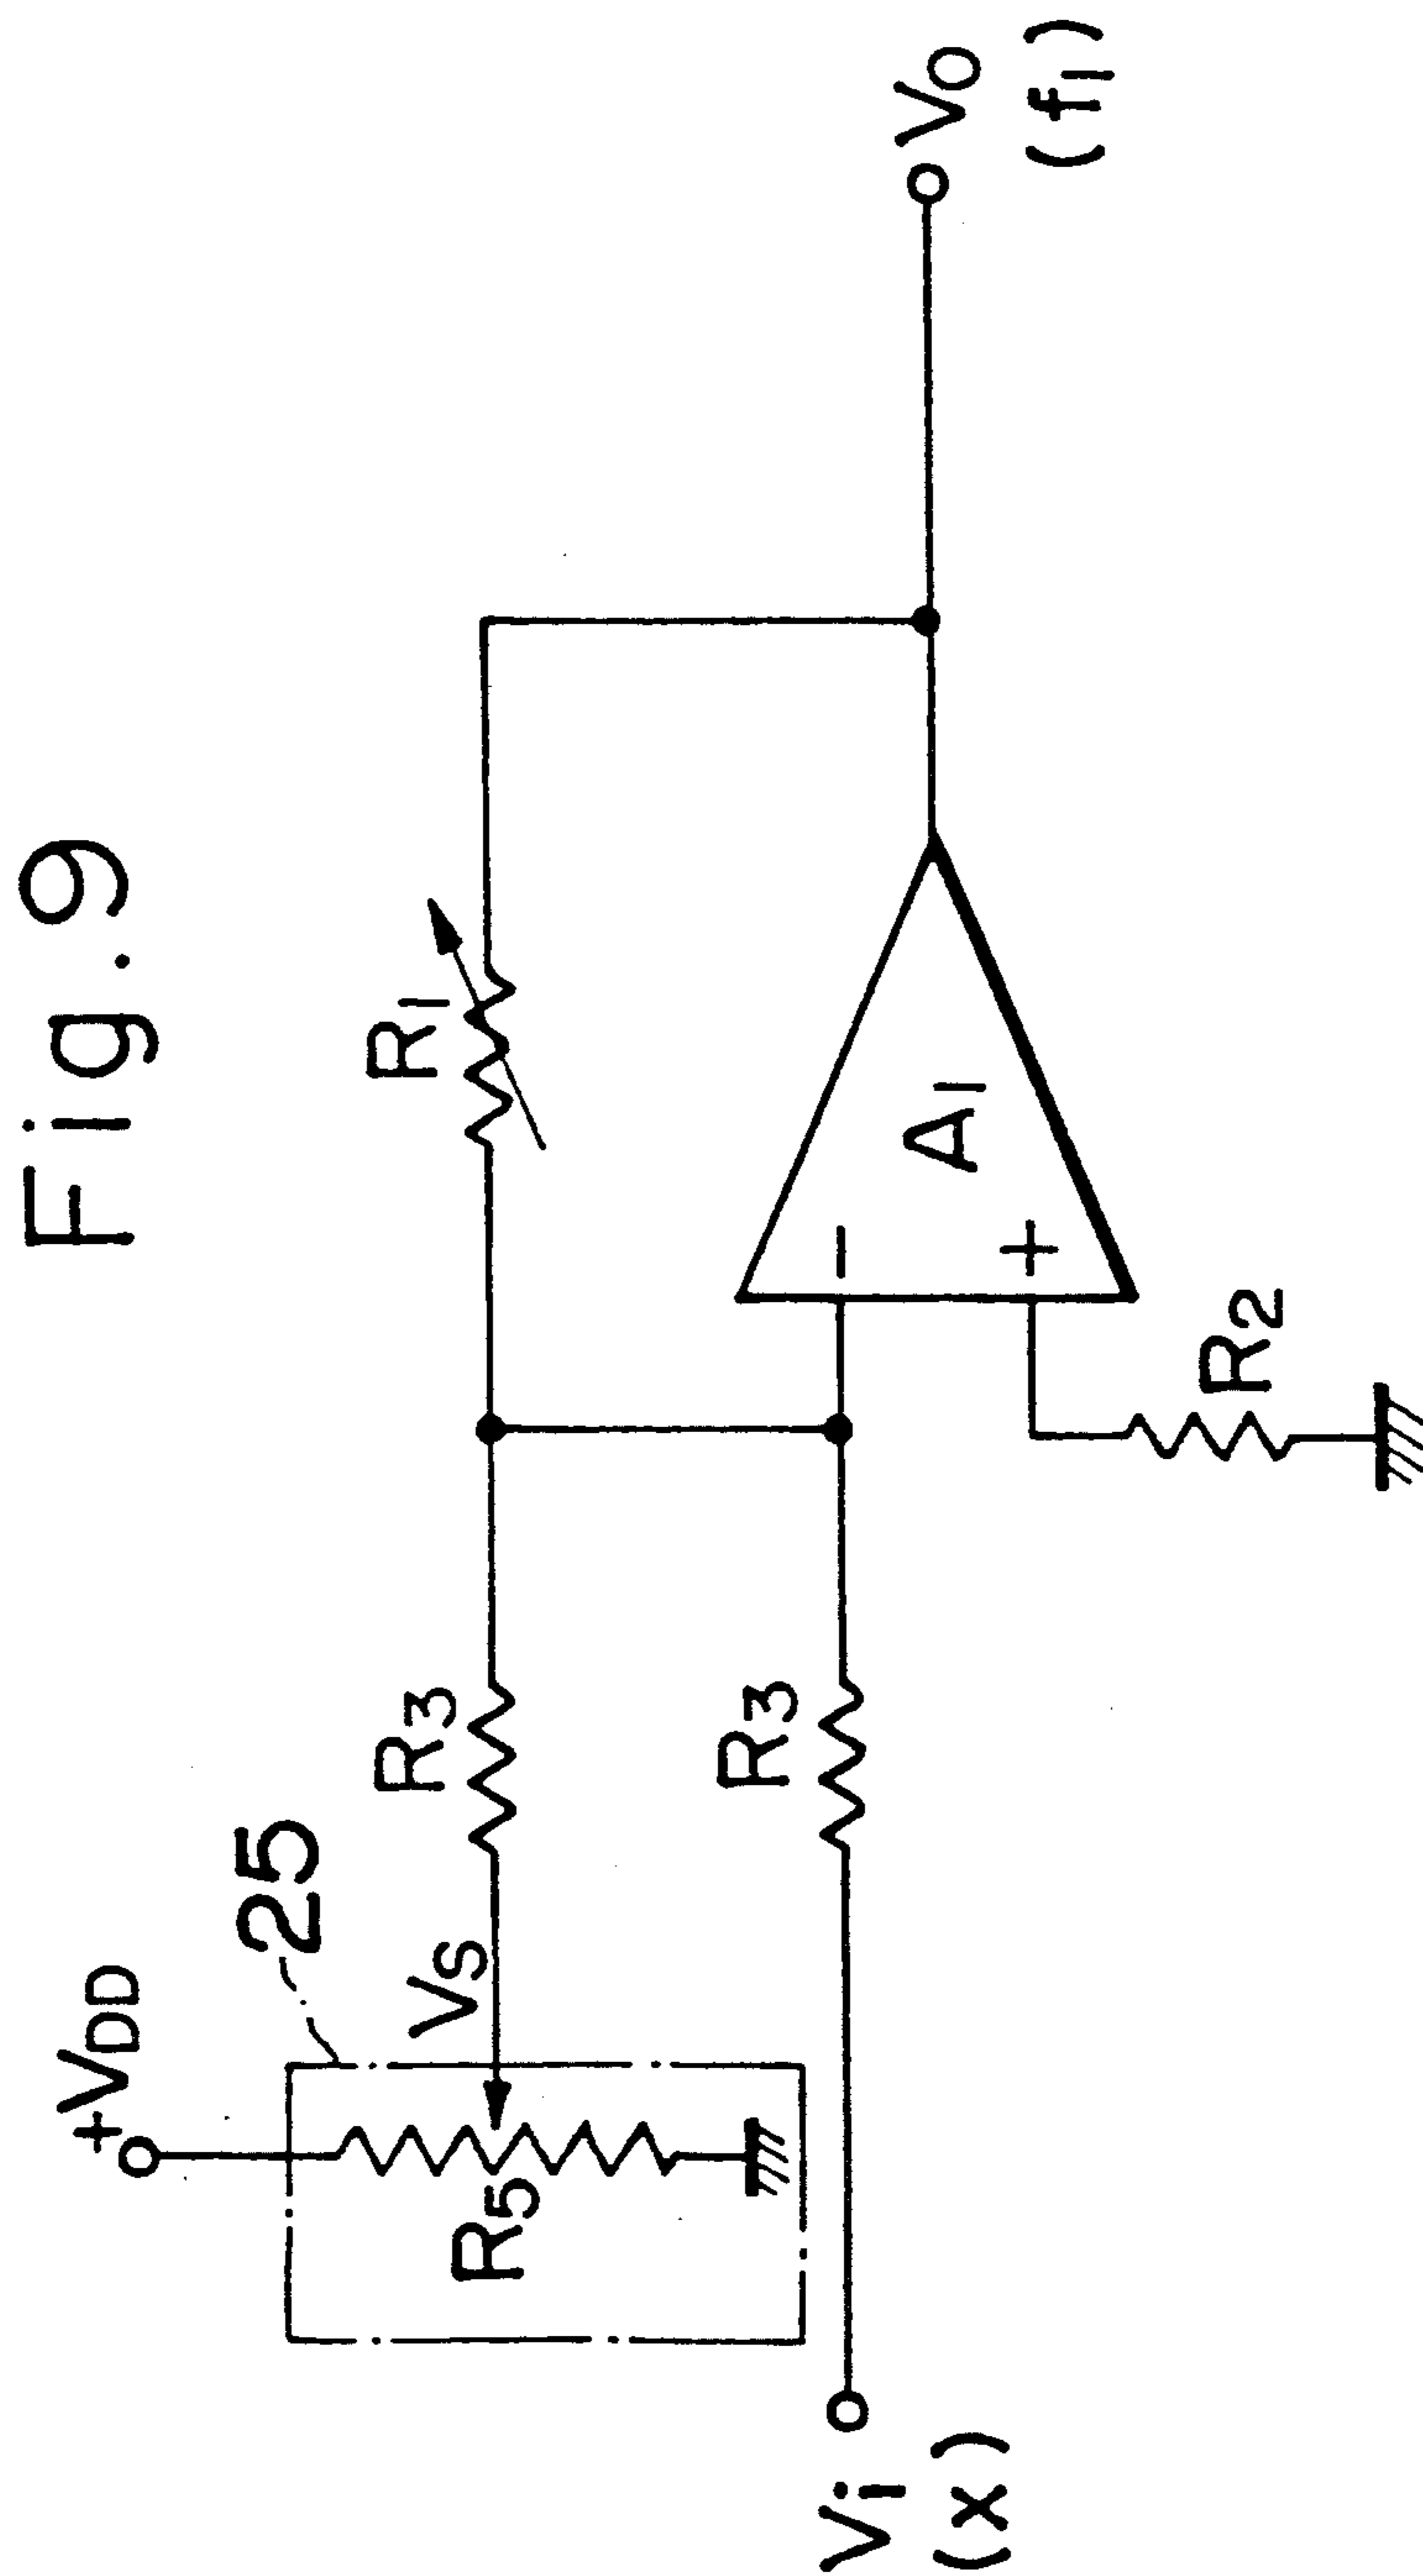 Fig. 9
+VDD
25
R5
VS
R3
R1
Vi
(x)
R3
−
+
A1
R2
VO
(f1)